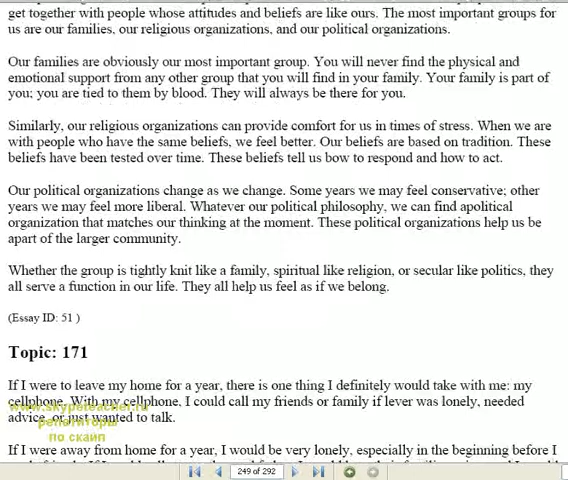 get together with people whose attitudes and beliefs are like ours. The most important groups for
us are our families, our religious organizations, and our political organizations.
Our families are obviously our most important group. You will never find the physical and
emotional support from any other group that you will find in your family. Your family is part of
you; you are tied to them by blood. They will always be there for you.
Similarly, our religious organizations can provide comfort for us in times of stress. When we are
with people who have the same beliefs, we feel better. Our beliefs are based on tradition. These
beliefs have been tested over time. These beliefs tell us bow to respond and how to act.
Our political organizations change as we change. Some years we may feel conservative; other
years we may feel more liberal. Whatever our political philosophy, we can find apolitical
organization that matches our thinking at the moment. These political organizations help us be
apart of the larger community.
Whether the group is tightly knit like a family, spiritual like religion, or secular like politics, they
all serve a function in our life. They all help us feel as if we belong.
(Essay ID: 51 )
Topic: 171
If I were to leave my home for a year, there is one thing I definitely would take with me: my
cellphone. With my cellphone, I could call my friends or family if lever was lonely, needed
www.skypeteacher.ru
advice, or just wanted to talk.
репетиторы
по скаип
If I were away from home for a year, I would be very lonely, especially in the beginning before I
249 of 292